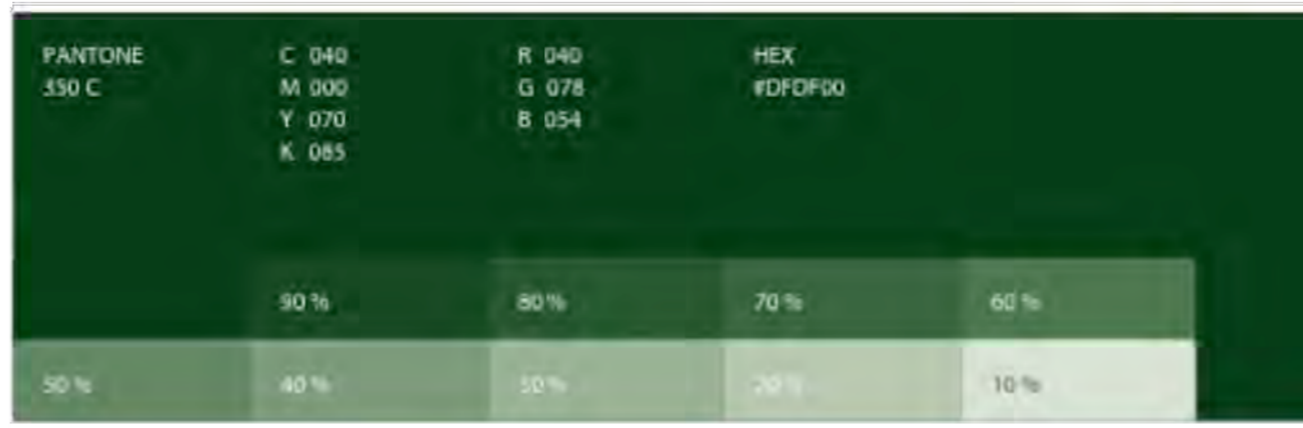 PANTONE
350 C
C 040
M 000
Y 070
K 085
R 040
G 078
B 054
HEX
#DFDF00
90 %
80 %
70 %
60 %
50 %
40 %
30 %
20 %
10 %